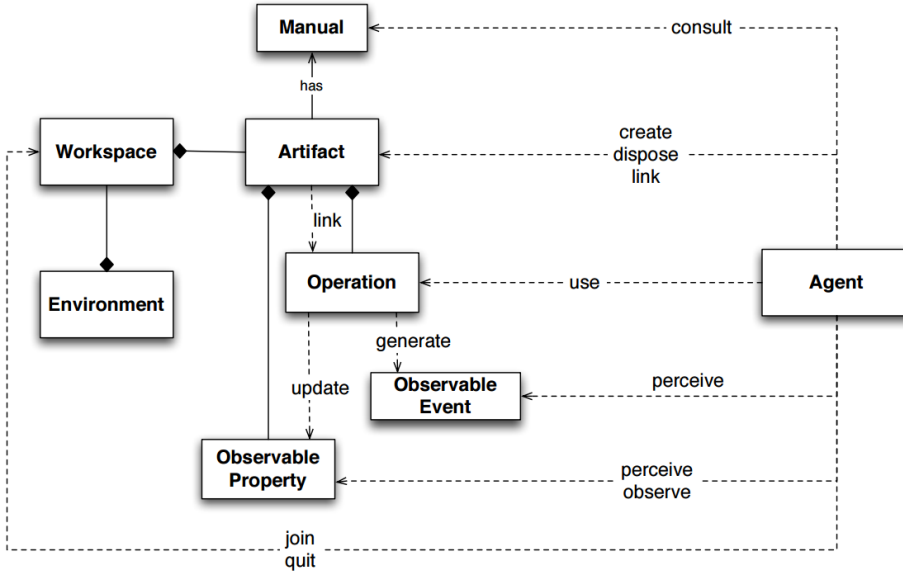 Manual
consult
has
Workspace
Artifact
create
dispose
link
link
Environment
Operation
use
Agent
generate
update
Observable
Event
perceive
Observable
Property
perceive
observe
join
quit